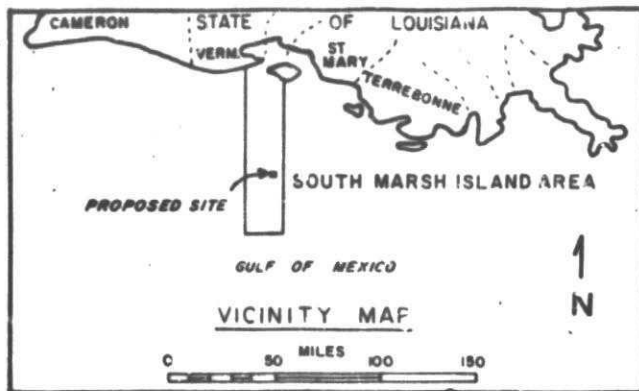 CAMERON STATE OF LOUISIANA
VERM. ST
MARY
TERREBONNE
PROPOSED SITE SOUTH MARSH ISLAND AREA
GULF OF MEXICO
N
VICINITY MAP
MILES
0 50 100 150